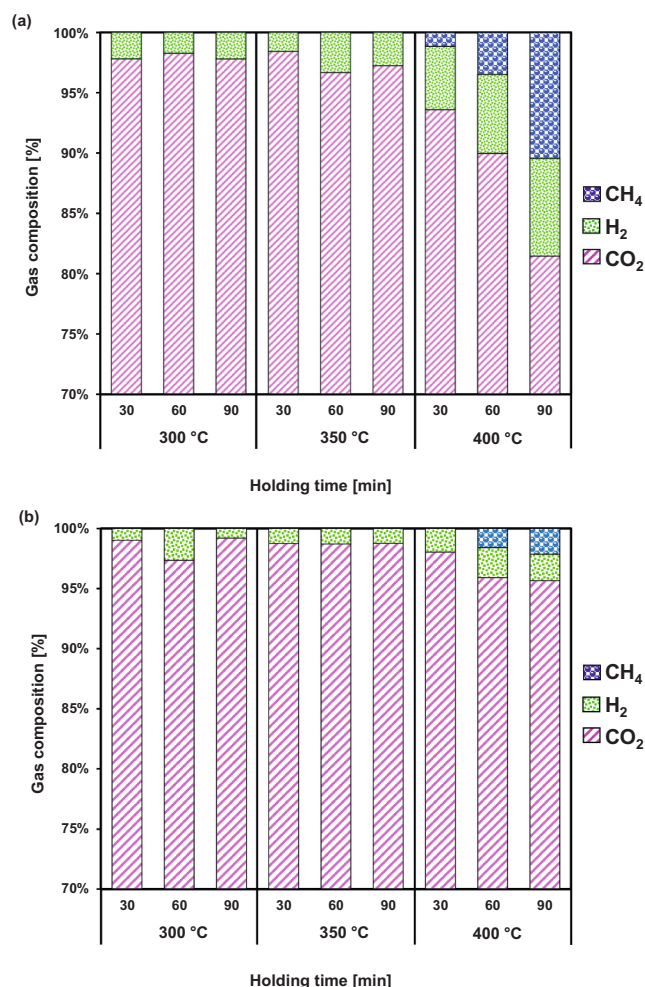 (a)
Gas composition [%]
100%
95%
90%
85%
80%
75%
70%
30 60 90 30 60 90 30 60 90
300 °C 350 °C 400 °C
Holding time [min]
CH₄
H₂
CO₂
(b)
Gas composition [%]
100%
95%
90%
85%
80%
75%
70%
30 60 90 30 60 90 30 60 90
300 °C 350 °C 400 °C
Holding time [min]
CH₄
H₂
CO₂